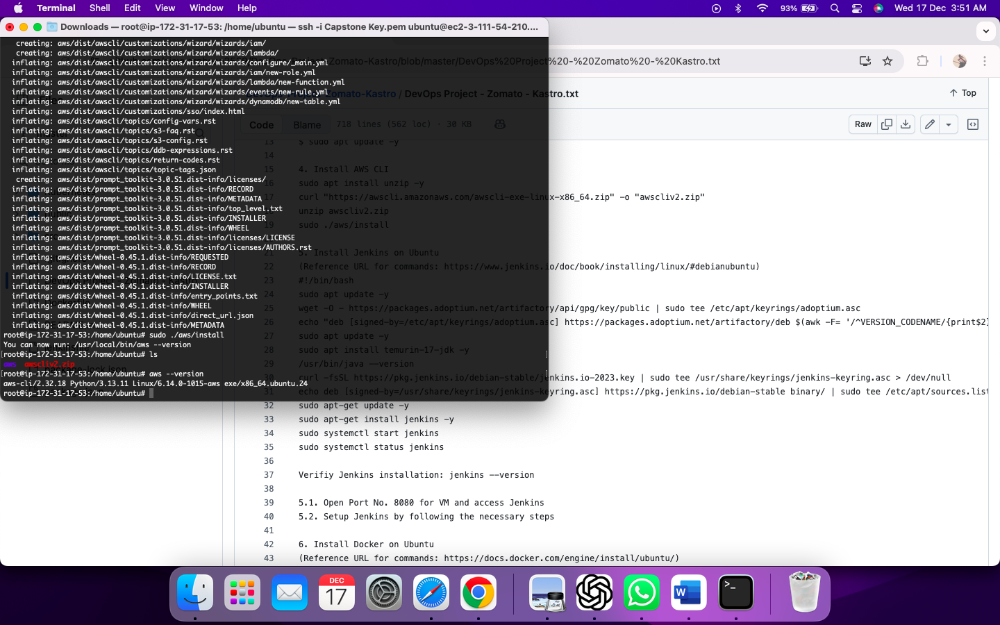 Terminal Shell Edit View Window Help 93% Wed 17 Dec 3:51 AM
Downloads — root@ip-172-31-17-53: /home/ubuntu — ssh -i Capstone Key.pem ubuntu@ec2-3-111-54-210....
creating: aws/dist/awscli/customizations/wizard/wizards/iam/
creating: aws/dist/awscli/customizations/wizard/wizards/lambda/
inflating: aws/dist/awscli/customizations/wizard/wizards/configure/_main.yml
inflating: aws/dist/awscli/customizations/wizard/wizards/iam/new-role.yml
inflating: aws/dist/awscli/customizations/wizard/wizards/lambda/new-function.yml
inflating: aws/dist/awscli/customizations/wizard/wizards/events/new-rule.yml
inflating: aws/dist/awscli/customizations/wizard/wizards/dynamodb/new-table.yml
inflating: aws/dist/awscli/customizations/sso/index.html
inflating: aws/dist/awscli/topics/config-vars.rst
inflating: aws/dist/awscli/topics/s3-faq.rst
inflating: aws/dist/awscli/topics/s3-config.rst
inflating: aws/dist/awscli/topics/ddb-expressions.rst
inflating: aws/dist/awscli/topics/return-codes.rst
inflating: aws/dist/awscli/topics/topic-tags.json
creating: aws/dist/prompt_toolkit-3.0.51.dist-info/licenses/
inflating: aws/dist/prompt_toolkit-3.0.51.dist-info/RECORD
inflating: aws/dist/prompt_toolkit-3.0.51.dist-info/METADATA
inflating: aws/dist/prompt_toolkit-3.0.51.dist-info/top_level.txt
inflating: aws/dist/prompt_toolkit-3.0.51.dist-info/INSTALLER
inflating: aws/dist/prompt_toolkit-3.0.51.dist-info/WHEEL
inflating: aws/dist/prompt_toolkit-3.0.51.dist-info/licenses/LICENSE
inflating: aws/dist/prompt_toolkit-3.0.51.dist-info/licenses/AUTHORS.rst
inflating: aws/dist/wheel-0.45.1.dist-info/REQUESTED
inflating: aws/dist/wheel-0.45.1.dist-info/RECORD
inflating: aws/dist/wheel-0.45.1.dist-info/LICENSE.txt
inflating: aws/dist/wheel-0.45.1.dist-info/INSTALLER
inflating: aws/dist/wheel-0.45.1.dist-info/entry_points.txt
inflating: aws/dist/wheel-0.45.1.dist-info/WHEEL
inflating: aws/dist/wheel-0.45.1.dist-info/direct_url.json
inflating: aws/dist/wheel-0.45.1.dist-info/METADATA
root@ip-172-31-17-53:/home/ubuntu# sudo ./aws/install
You can now run: /usr/local/bin/aws --version
[root@ip-172-31-17-53:/home/ubuntu# ls ]
aws awscliv2.zip
[root@ip-172-31-17-53:/home/ubuntu# aws --version ]
aws-cli/2.32.18 Python/3.13.11 Linux/6.14.0-1015-aws exe/x86_64.ubuntu.24
root@ip-172-31-17-53:/home/ubuntu#
Zomato-Kastro/blob/master/DevOps%20Project%20-%20Zomato%20-%20Kastro.txt
Zomato-Kastro / DevOps Project - Zomato - Kastro.txt
Top
Code Blame 718 lines (562 loc) · 30 KB Raw
13 $ sudo apt update -y
14
15 4. Install AWS CLI
16 sudo apt install unzip -y
17 curl "https://awscli.amazonaws.com/awscli-exe-linux-x86_64.zip" -o "awscliv2.zip"
unzip awscliv2.zip
19 sudo ./aws/install
21 5. Install Jenkins on Ubuntu
22 (Reference URL for commands: https://www.jenkins.io/doc/book/installing/linux/#debianubuntu)
23 #!/bin/bash
24 sudo apt update -y
25 wget -O - https://packages.adoptium.net/artifactory/api/gpg/key/public | sudo tee /etc/apt/keyrings/adoptium.asc
26 echo "deb [signed-by=/etc/apt/keyrings/adoptium.asc] https://packages.adoptium.net/artifactory/deb $(awk -F= '/^VERSION_CODENAME/{print$2}
27 sudo apt update -y
28 sudo apt install temurin-17-jdk -y
29 /usr/bin/java --version
30 curl -fsSL https://pkg.jenkins.io/debian-stable/jenkins.io-2023.key | sudo tee /usr/share/keyrings/jenkins-keyring.asc > /dev/null
31 echo deb [signed-by=/usr/share/keyrings/jenkins-keyring.asc] https://pkg.jenkins.io/debian-stable binary/ | sudo tee /etc/apt/sources.list
32 sudo apt-get update -y
33 sudo apt-get install jenkins -y
34 sudo systemctl start jenkins
35 sudo systemctl status jenkins
36
37 Verifiy Jenkins installation: jenkins --version
38
39 5.1. Open Port No. 8080 for VM and access Jenkins
40 5.2. Setup Jenkins by following the necessary steps
41
42 6. Install Docker on Ubuntu
43 (Reference URL for commands: https://docs.docker.com/engine/install/ubuntu/)
DEC
17
W
>_